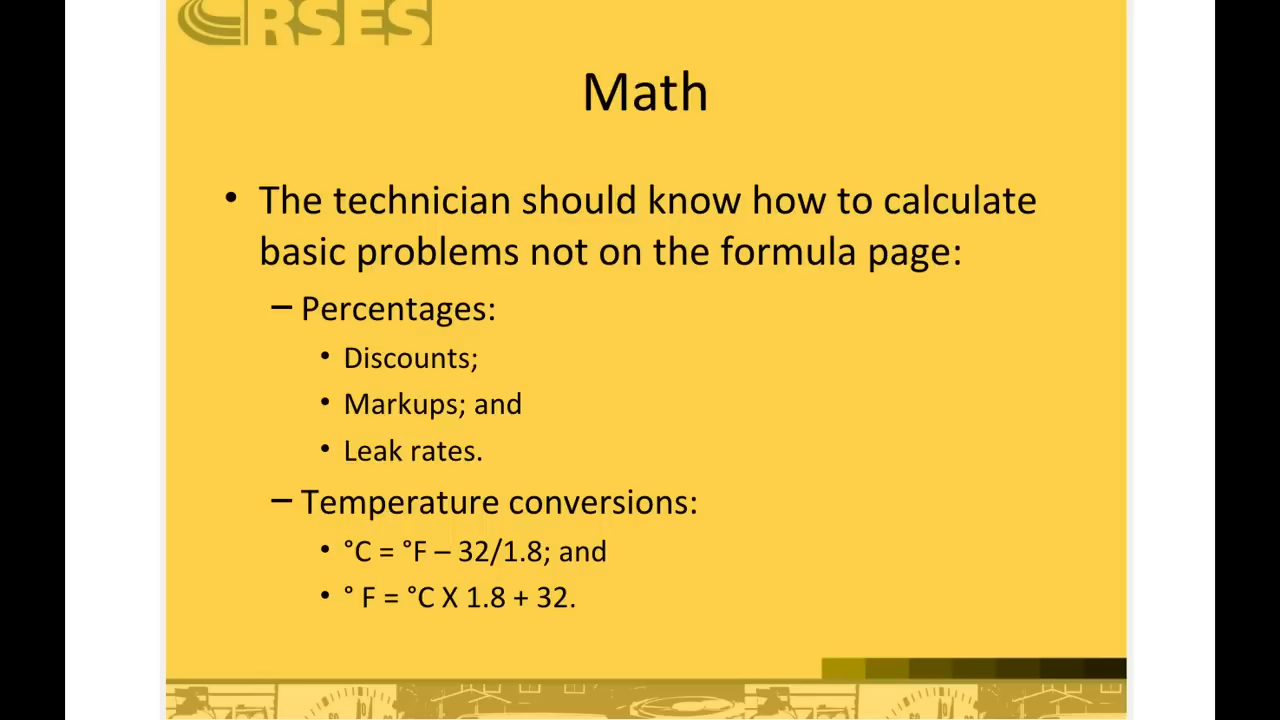 RSES
Math
• The technician should know how to calculate
basic problems not on the formula page:
– Percentages:
• Discounts;
• Markups; and
• Leak rates.
– Temperature conversions:
• °C = °F – 32/1.8; and
• ° F = °C X 1.8 + 32.